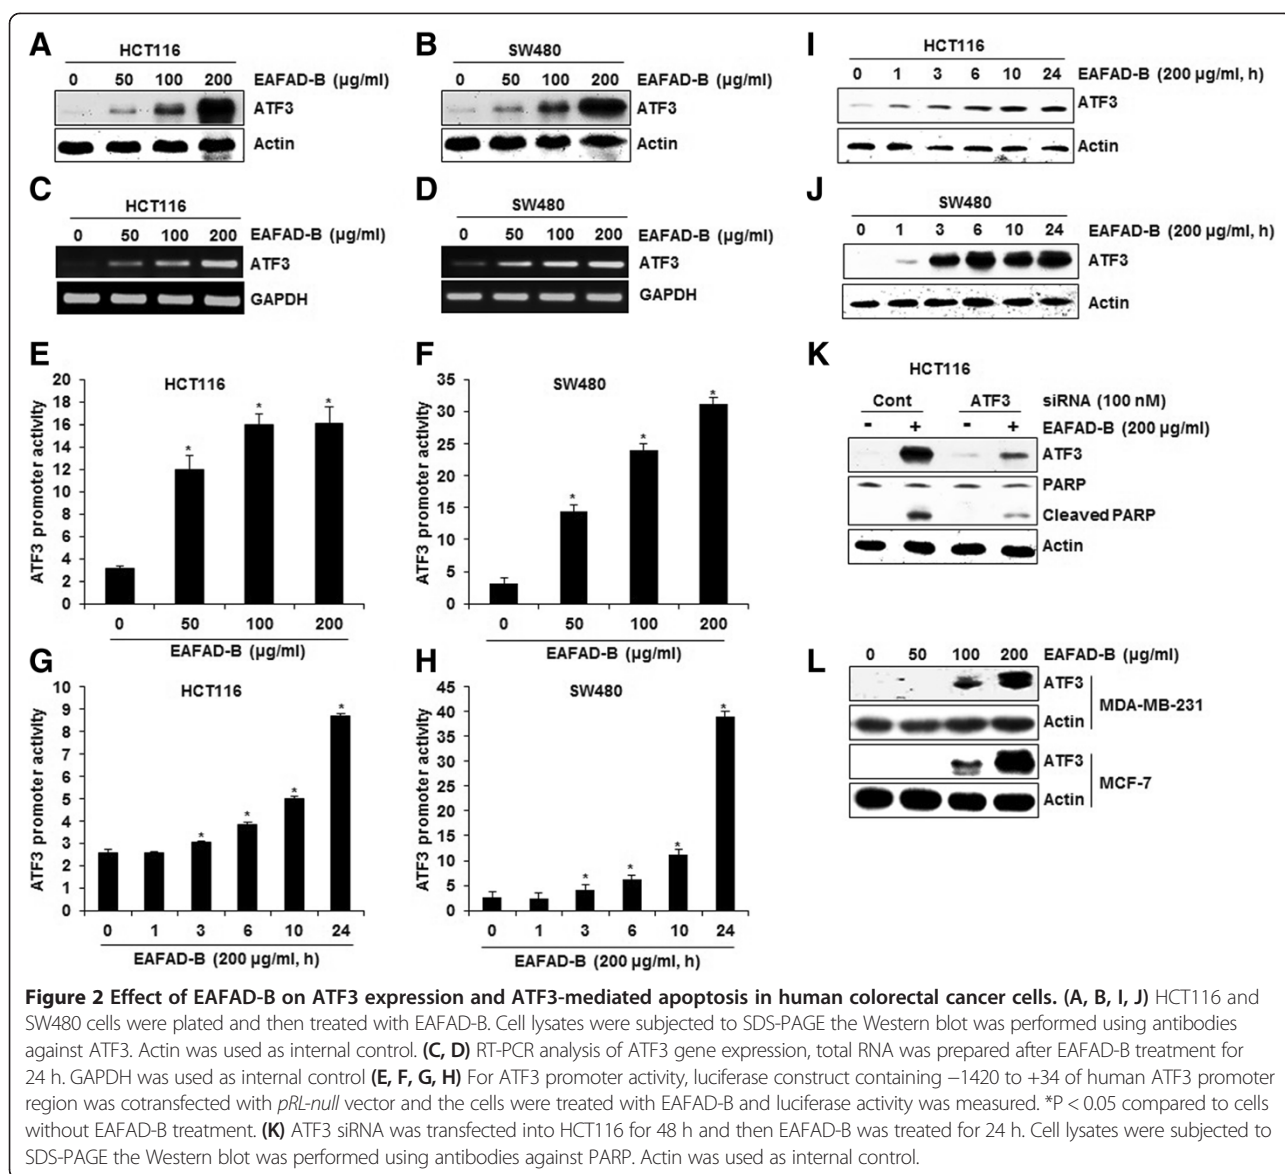 A
HCT116
0 50 100 200 EAFAD-B (µg/ml)
ATF3
Actin
B
SW480
0 50 100 200 EAFAD-B (µg/ml)
ATF3
Actin
C
HCT116
0 50 100 200 EAFAD-B (µg/ml)
ATF3
GAPDH
D
SW480
0 50 100 200 EAFAD-B (µg/ml)
ATF3
GAPDH
E
HCT116
ATF3 promoter activity
20
18
16
14
12
10
8
6
4
2
0
* * *
0 50 100 200
EAFAD-B (µg/ml)
F
SW480
ATF3 promoter activity
35
30
25
20
15
10
5
0
* * *
0 50 100 200
EAFAD-B (µg/ml)
G
HCT116
ATF3 promoter activity
10
9
8
7
6
5
4
3
2
1
0
* * * *
0 1 3 6 10 24
EAFAD-B (200 µg/ml, h)
H
SW480
ATF3 promoter activity
45
40
35
30
25
20
15
10
5
0
* * * *
0 1 3 6 10 24
EAFAD-B (200 µg/ml, h)
I
HCT116
0 1 3 6 10 24 EAFAD-B (200 µg/ml, h)
ATF3
Actin
J
SW480
0 1 3 6 10 24 EAFAD-B (200 µg/ml, h)
ATF3
Actin
K
HCT116
Cont ATF3 siRNA (100 nM)
- + - + EAFAD-B (200 µg/ml)
ATF3
PARP
Cleaved PARP
Actin
L
0 50 100 200 EAFAD-B (µg/ml)
ATF3
MDA-MB-231
Actin
ATF3
MCF-7
Actin
Figure 2 Effect of EAFAD-B on ATF3 expression and ATF3-mediated apoptosis in human colorectal cancer cells. (A, B, I, J) HCT116 and
SW480 cells were plated and then treated with EAFAD-B. Cell lysates were subjected to SDS-PAGE the Western blot was performed using antibodies
against ATF3. Actin was used as internal control. (C, D) RT-PCR analysis of ATF3 gene expression, total RNA was prepared after EAFAD-B treatment for
24 h. GAPDH was used as internal control (E, F, G, H) For ATF3 promoter activity, luciferase construct containing −1420 to +34 of human ATF3 promoter
region was cotransfected with pRL-null vector and the cells were treated with EAFAD-B and luciferase activity was measured. *P < 0.05 compared to cells
without EAFAD-B treatment. (K) ATF3 siRNA was transfected into HCT116 for 48 h and then EAFAD-B was treated for 24 h. Cell lysates were subjected to
SDS-PAGE the Western blot was performed using antibodies against PARP. Actin was used as internal control.